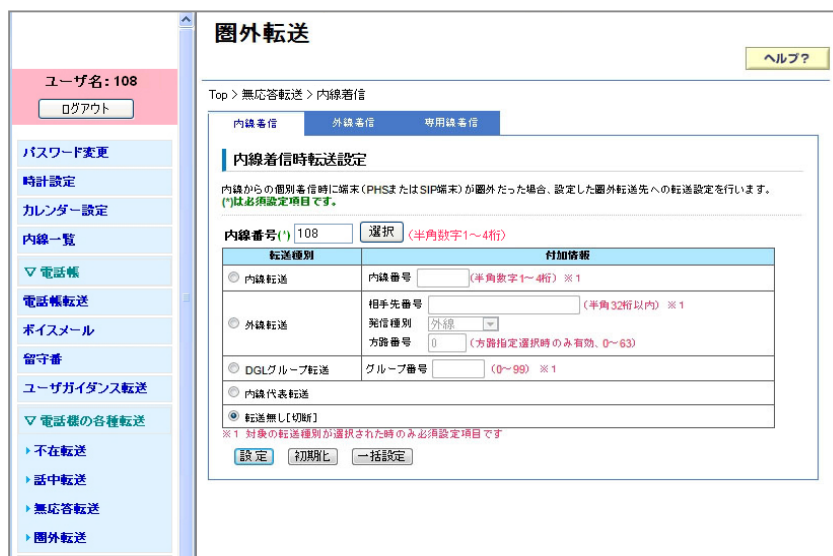 圏外転送
ヘルプ?
ユーザ名: 108
ログアウト
パスワード変更
時計設定
カレンダー設定
内線一覧
▽ 電話帳
電話帳転送
ボイスメール
留守番
ユーザガイダンス転送
▽ 電話機の各種転送
不在転送
話中転送
無応答転送
圏外転送
Top > 無応答転送 > 内線着信
内線着信 外線着信 専用線着信
内線着信時転送設定
内線からの個別着信時に端末(PHSまたはSIP端末)が圏外だった場合、設定した圏外転送先への転送設定を行います。
(*)は必須設定項目です。
内線番号(*) 108 選択 (半角数字1~4桁)
転送種別 付加情報
内線転送 内線番号 (半角数字1~4桁) ※1
外線転送 相手先番号 (半角32桁以内) ※1
発信種別 外線
方路番号 0 (方路指定選択時のみ有効、0~63)
DGLグループ転送 グループ番号 (0~99) ※1
内線代表転送
転送無し[切断]
※1 対象の転送種別が選択された時のみ必須設定項目です
設定 初期化 一括設定